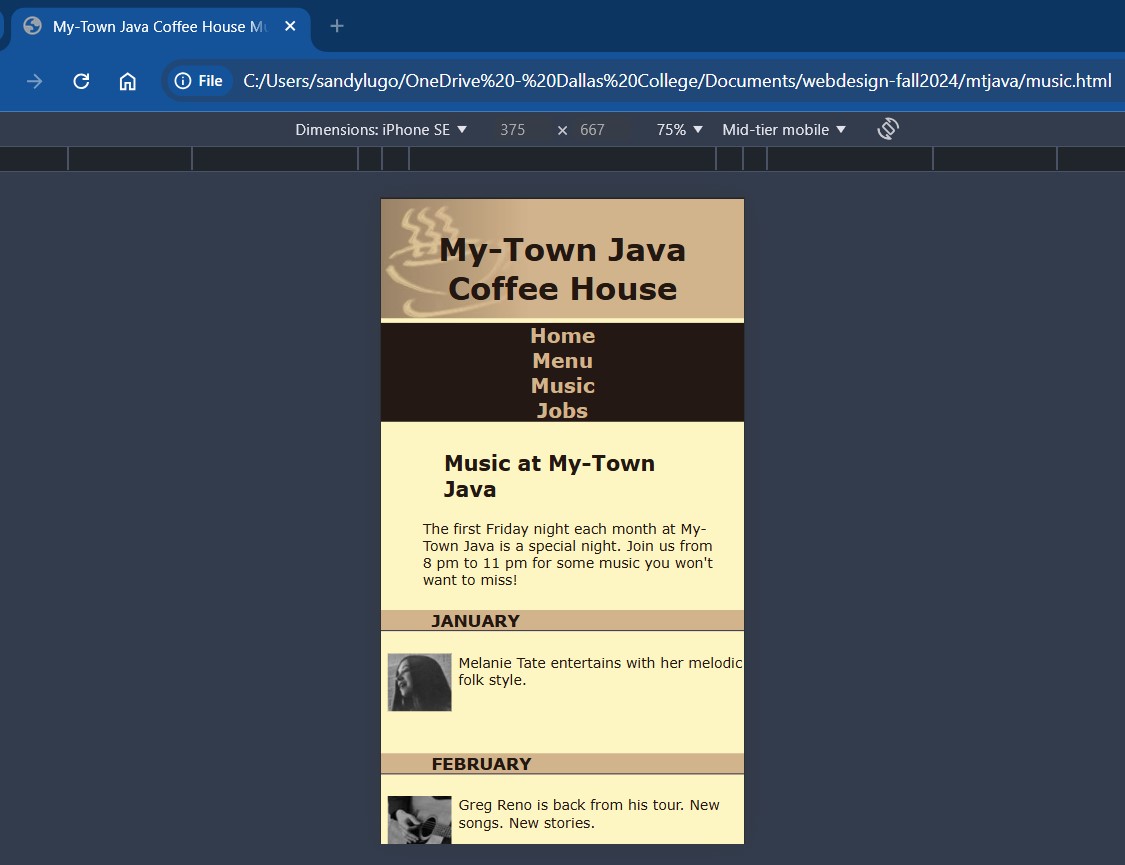 My-Town Java Coffee House M
File C:/Users/sandylugo/OneDrive%20-%20Dallas%20College/Documents/webdesign-fall2024/mtjava/music.html
Dimensions: iPhone SE 375 × 667 75% Mid-tier mobile
My-Town Java
Coffee House
Home
Menu
Music
Jobs
Music at My-Town
Java
The first Friday night each month at My-
Town Java is a special night. Join us from
8 pm to 11 pm for some music you won't
want to miss!
JANUARY
Melanie Tate entertains with her melodic
folk style.
FEBRUARY
Greg Reno is back from his tour. New
songs. New stories.